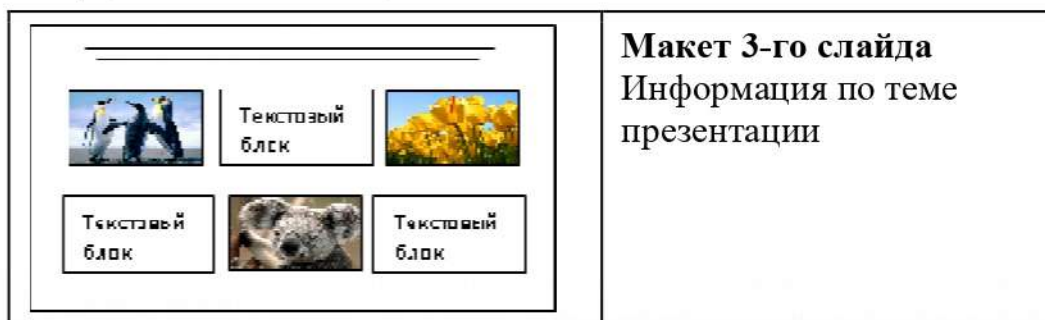 Текстовый
блок
Текстовый
блок
Текстовый
блок
Макет 3-го слайда
Информация по теме
презентации